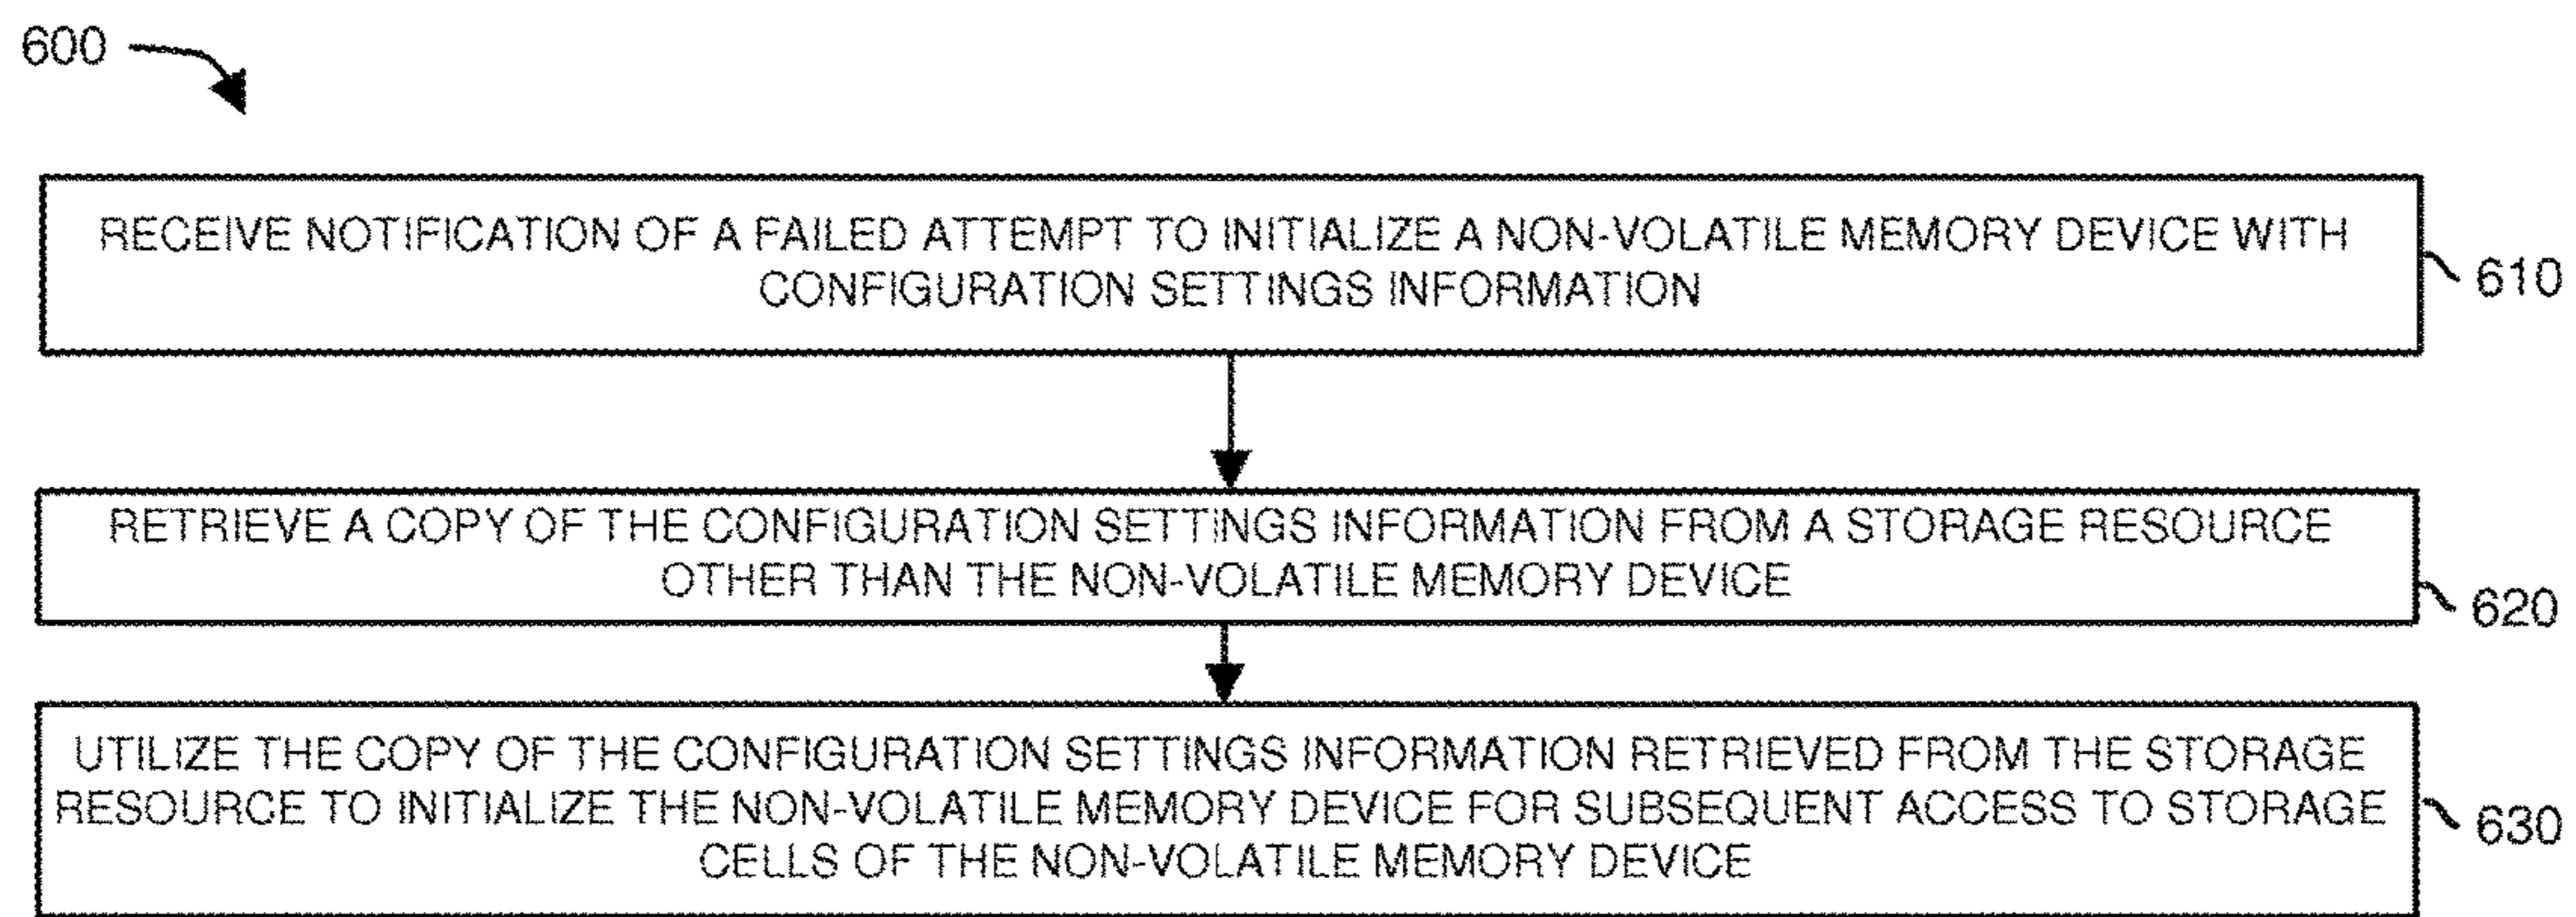 600
RECEIVE NOTIFICATION OF A FAILED ATTEMPT TO INITIALIZE A NON-VOLATILE MEMORY DEVICE WITH
CONFIGURATION SETTINGS INFORMATION
610
RETRIEVE A COPY OF THE CONFIGURATION SETTINGS INFORMATION FROM A STORAGE RESOURCE
OTHER THAN THE NON-VOLATILE MEMORY DEVICE
620
UTILIZE THE COPY OF THE CONFIGURATION SETTINGS INFORMATION RETRIEVED FROM THE STORAGE
RESOURCE TO INITIALIZE THE NON-VOLATILE MEMORY DEVICE FOR SUBSEQUENT ACCESS TO STORAGE
CELLS OF THE NON-VOLATILE MEMORY DEVICE
630